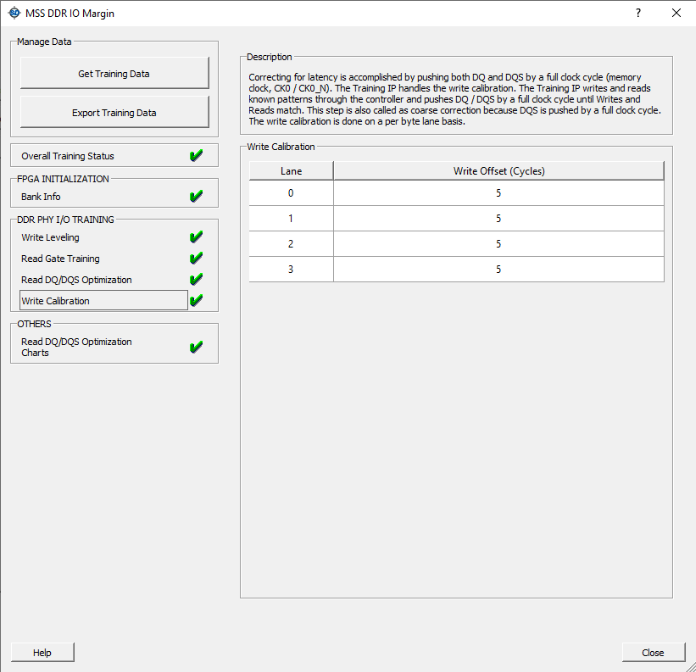 MSS DDR IO Margin
?
Manage Data
Get Training Data
Export Training Data
Overall Training Status
FPGA INITIALIZATION
Bank Info
DDR PHY I/O TRAINING
Write Leveling
Read Gate Training
Read DQ/DQS Optimization
Write Calibration
OTHERS
Read DQ/DQS Optimization
Charts
Description
Correcting for latency is accomplished by pushing both DQ and DQS by a full clock cycle (memory
clock, CK0 / CK0_N). The Training IP handles the write calibration. The Training IP writes and reads
known patterns through the controller and pushes DQ / DQS by a full clock cycle until Writes and
Reads match. This step is also called as coarse correction because DQS is pushed by a full clock cycle.
The write calibration is done on a per byte lane basis.
Write Calibration
Lane Write Offset (Cycles)
0 5
1 5
2 5
3 5
Help
Close